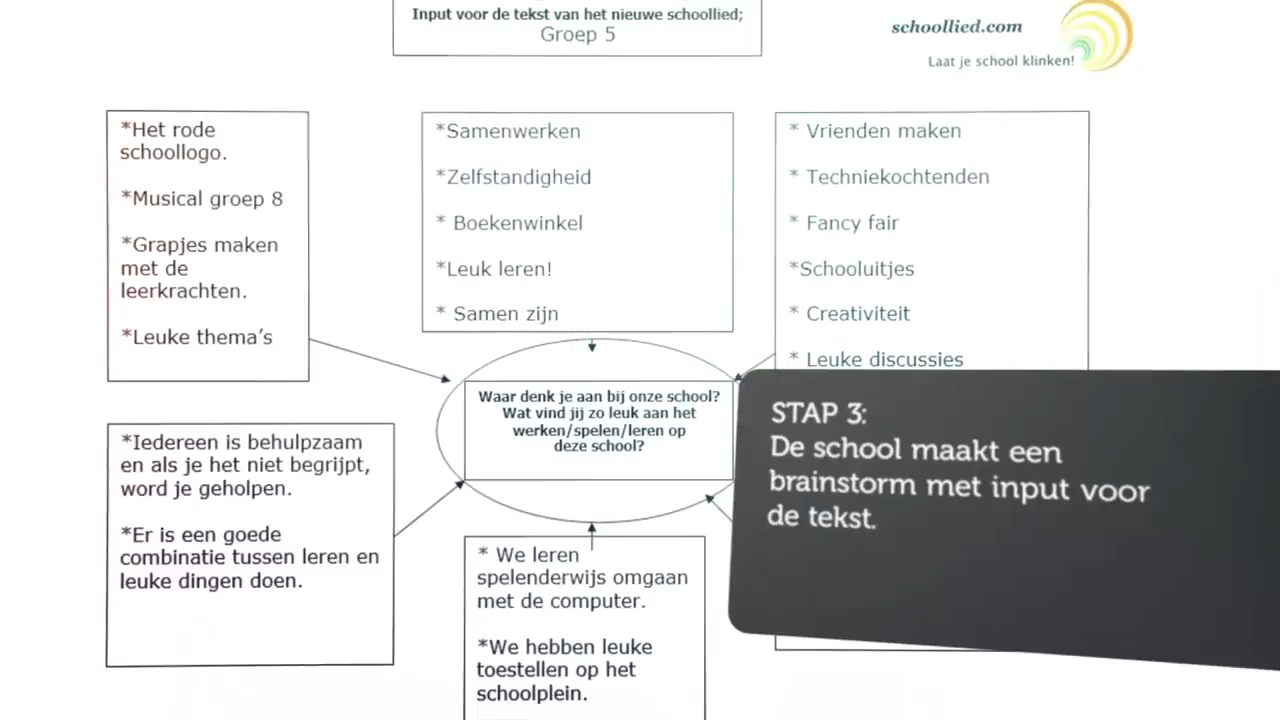 Input voor de tekst van het nieuwe schoollied;
Groep 5
schoollied.com
Laat je school klinken!
*Het rode
schoollogo.
*Musical groep 8
*Grapjes maken
met de
leerkrachten.
*Leuke thema's
*Samenwerken
*Zelfstandigheid
* Boekenwinkel
*Leuk leren!
* Samen zijn
* Vrienden maken
* Techniekochtenden
* Fancy fair
*Schooluitjes
* Creativiteit
* Leuke discussies
Waar denk je aan bij onze school?
Wat vind jij zo leuk aan het
werken/spelen/leren op
deze school?
*Iedereen is behulpzaam
en als je het niet begrijpt,
word je geholpen.
*Er is een goede
combinatie tussen leren en
leuke dingen doen.
* We leren
spelenderwijs omgaan
met de computer.
*We hebben leuke
toestellen op het
schoolplein.
STAP 3:
De school maakt een
brainstorm met input voor
de tekst.